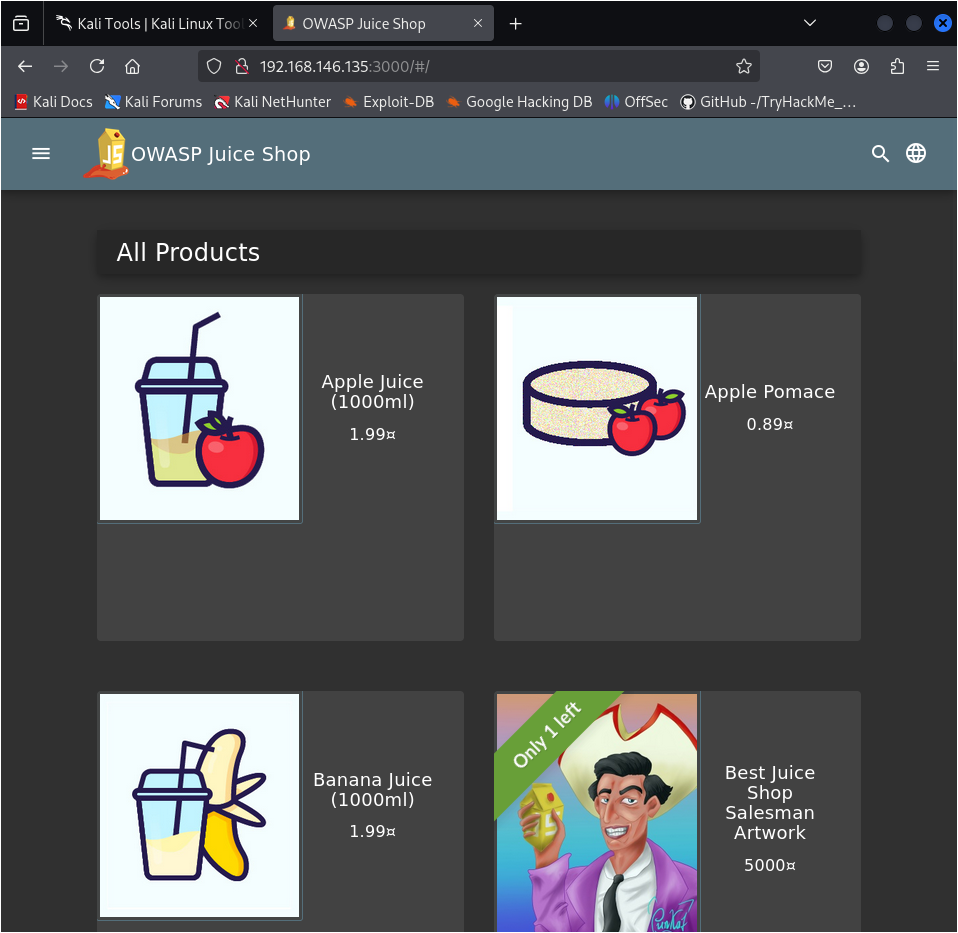 Kali Tools | Kali Linux Tool
OWASP Juice Shop
192.168.146.135:3000/#/
Kali Docs
Kali Forums
Kali NetHunter
Exploit-DB
Google Hacking DB
OffSec
GitHub -/TryHackMe_...
JS
OWASP Juice Shop
All Products
Apple Juice
(1000ml)
1.99¤
Apple Pomace
0.89¤
Banana Juice
(1000ml)
1.99¤
Only 1 left
Best Juice
Shop
Salesman
Artwork
5000¤